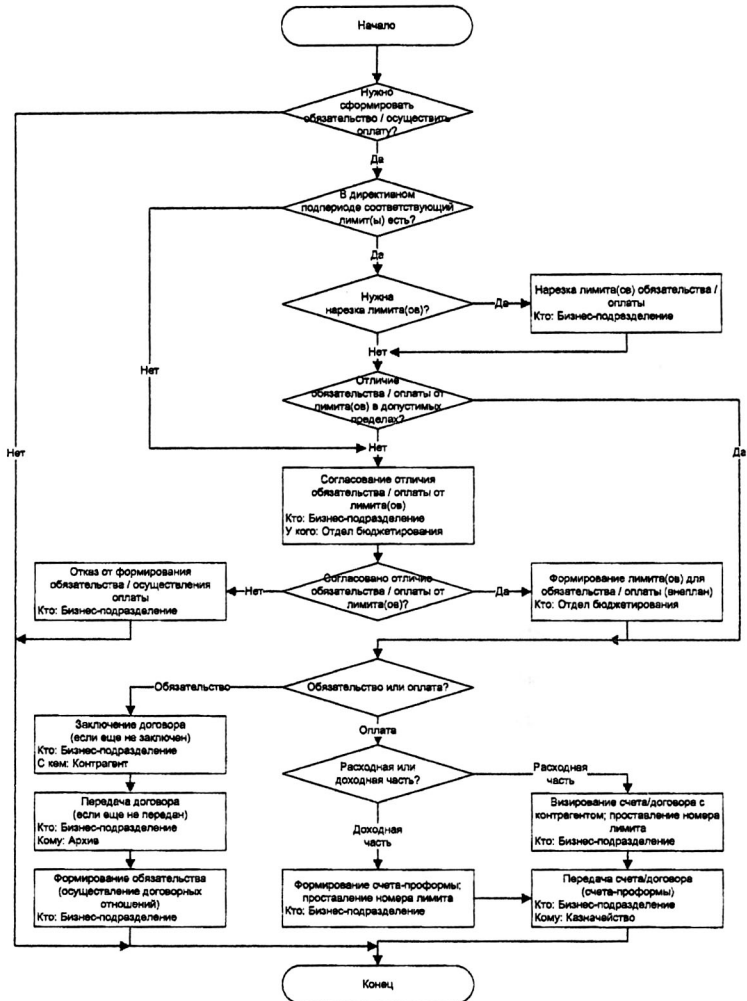 Начало
Нужно
сформировать
обязательство / осуществить
оплату?
Да
В директивном
подпериоде соответствующий
лимит(ы) есть?
Да
Нужна
нарезка лимита(ов)?
Да
Нарезка лимита(ов) обязательства /
оплаты
Кто: Бизнес-подразделение
Нет
Нет
Отличие
обязательства / оплаты от
лимита(ов) в допустимых
пределах?
Нет
Нет
Да
Согласование отличия
обязательства / оплаты от
лимита(ов)
Кто: Бизнес-подразделение
У кого: Отдел бюджетирования
Отказ от формирования
обязательства / осуществления
оплаты
Кто: Бизнес-подразделение
Нет
Согласовано отличие
обязательства / оплаты от
лимита(ов)?
Да
Формирование лимита(ов) для
обязательства / оплаты (внеплан)
Кто: Отдел бюджетирования
Обязательство
Обязательство или оплата?
Заключение договора
(если еще не заключен)
Кто: Бизнес-подразделение
С кем: Контрагент
Оплата
Расходная или
доходная часть?
Расходная
часть
Передача договора
(если еще не передан)
Кто: Бизнес-подразделение
Кому: Архив
Визирование счета/договора с
контрагентом; проставление номера
лимита
Кто: Бизнес-подразделение
Доходная
часть
Формирование обязательства
(осуществление договорных
отношений)
Кто: Бизнес-подразделение
Формирование счета-проформы;
проставление номера лимита
Кто: Бизнес-подразделение
Передача счета/договора
(счета-проформы)
Кто: Бизнес-подразделение
Кому: Казначейство
Конец